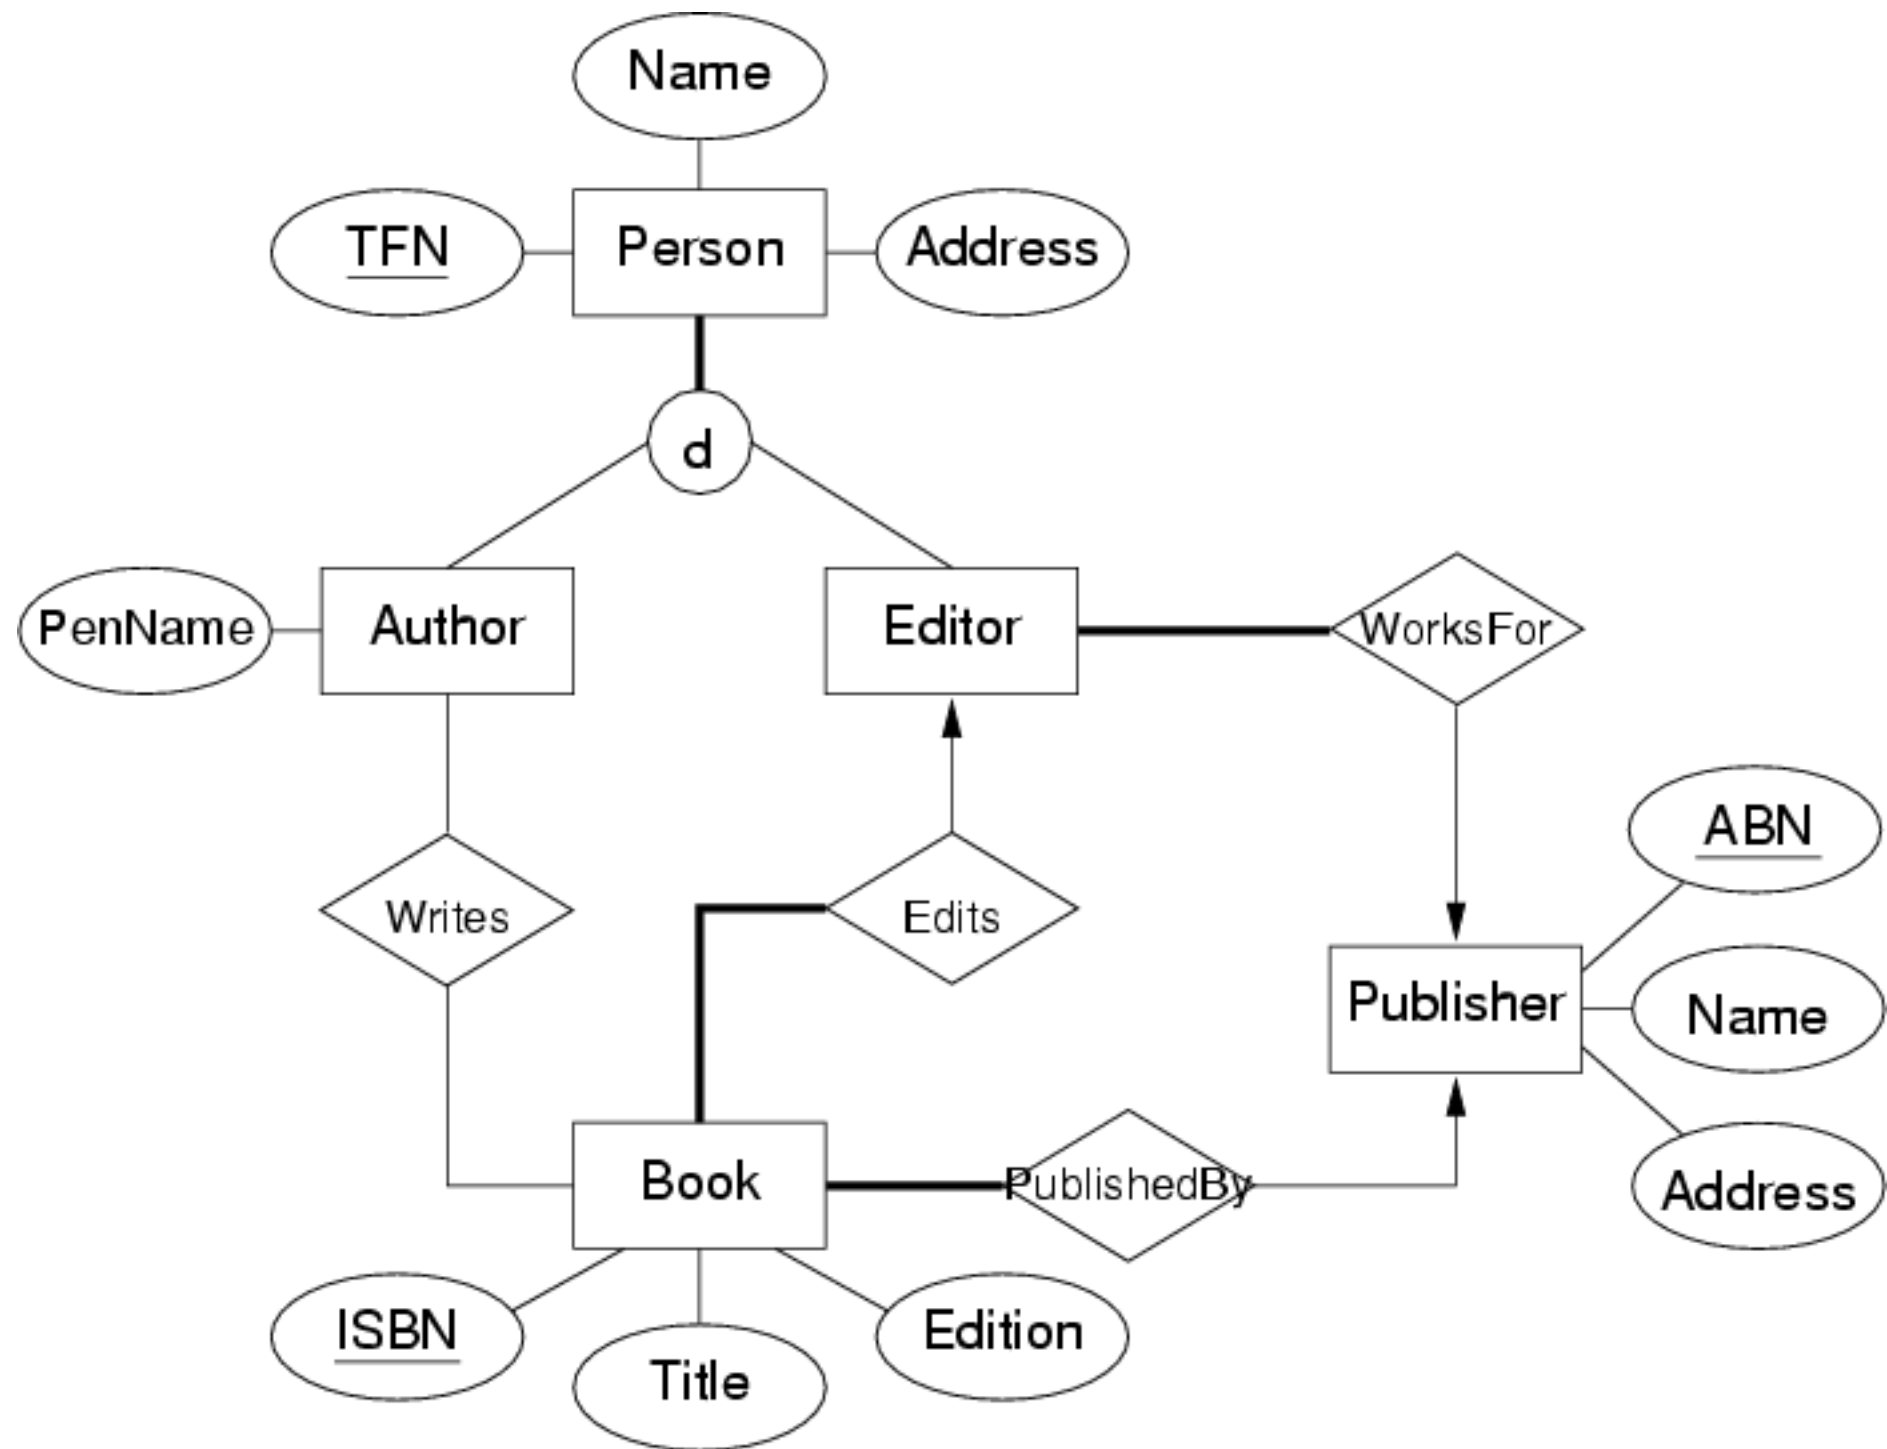 Name
TFN
Person
Address
d
PenName
Author
Editor
WorksFor
ABN
Writes
Edits
Publisher
Name
Book
PublishedBy
Address
ISBN
Title
Edition